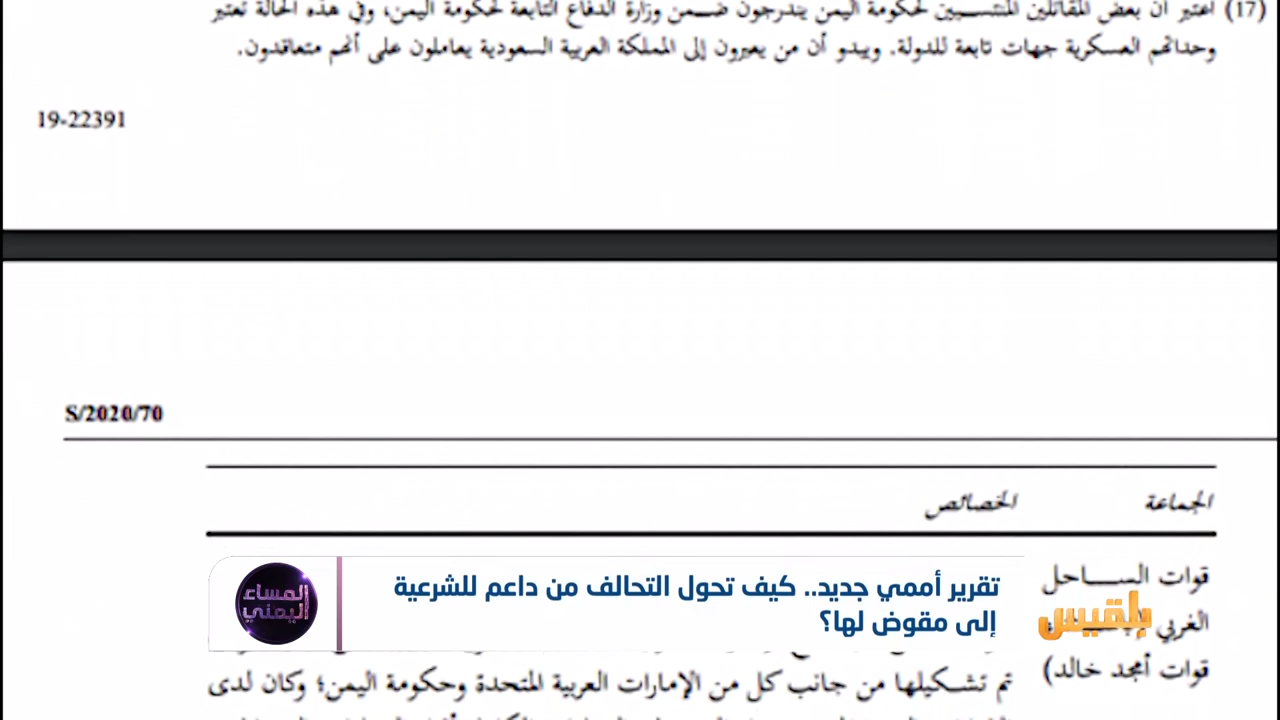 (17) اعتبر أن بعض المقاتلين المنتسبين لحكومة اليمن يندرجون ضمن وزارة الدفاع التابعة لحكومة اليمن، وفي هذه الحالة تعتبر
وحداتهم العسكرية جهات تابعة للدولة. ويبدو أن من يعبرون إلى المملكة العربية السعودية يعاملون على أنهم متعاقدون.
19-22391
S/2020/70
الجماعة الخصائص
قوات الساحل
الغربي
قوات أمجد خالد)
تقرير أممي جديد.. كيف تحول التحالف من داعم للشرعية
إلى مقوض لها؟
المساء
اليمني
بلقيس
تم تشكيلها من جانب كل من الإمارات العربية المتحدة وحكومة اليمن؛ وكان لدى